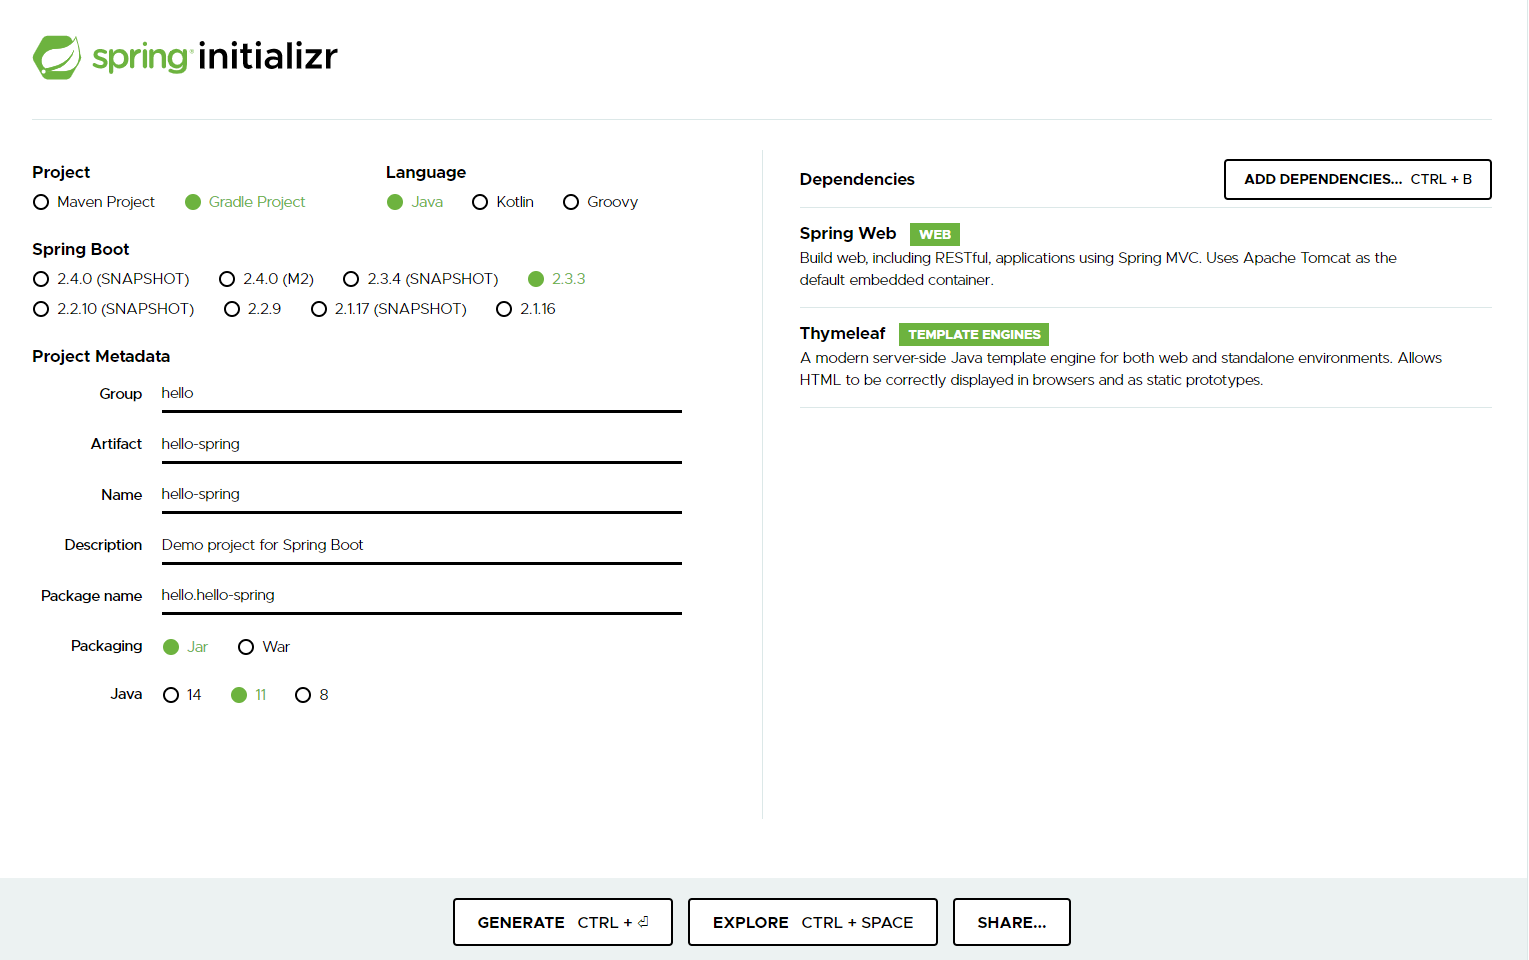 spring initializr
Project
Maven Project Gradle Project
Language
Java Kotlin Groovy
Spring Boot
2.4.0 (SNAPSHOT) 2.4.0 (M2) 2.3.4 (SNAPSHOT) 2.3.3
2.2.10 (SNAPSHOT) 2.2.9 2.1.17 (SNAPSHOT) 2.1.16
Project Metadata
Group hello
Artifact hello-spring
Name hello-spring
Description Demo project for Spring Boot
Package name hello.hello-spring
Packaging Jar War
Java 14 11 8
Dependencies
ADD DEPENDENCIES... CTRL + B
Spring Web WEB
Build web, including RESTful, applications using Spring MVC. Uses Apache Tomcat as the
default embedded container.
Thymeleaf TEMPLATE ENGINES
A modern server-side Java template engine for both web and standalone environments. Allows
HTML to be correctly displayed in browsers and as static prototypes.
GENERATE CTRL + ⏎
EXPLORE CTRL + SPACE
SHARE...